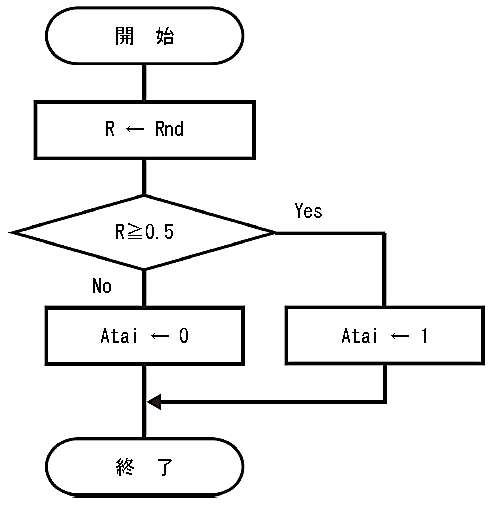 開　始
R ← Rnd
R≧0.5
Yes
No
Atai ← 0
Atai ← 1
終　了